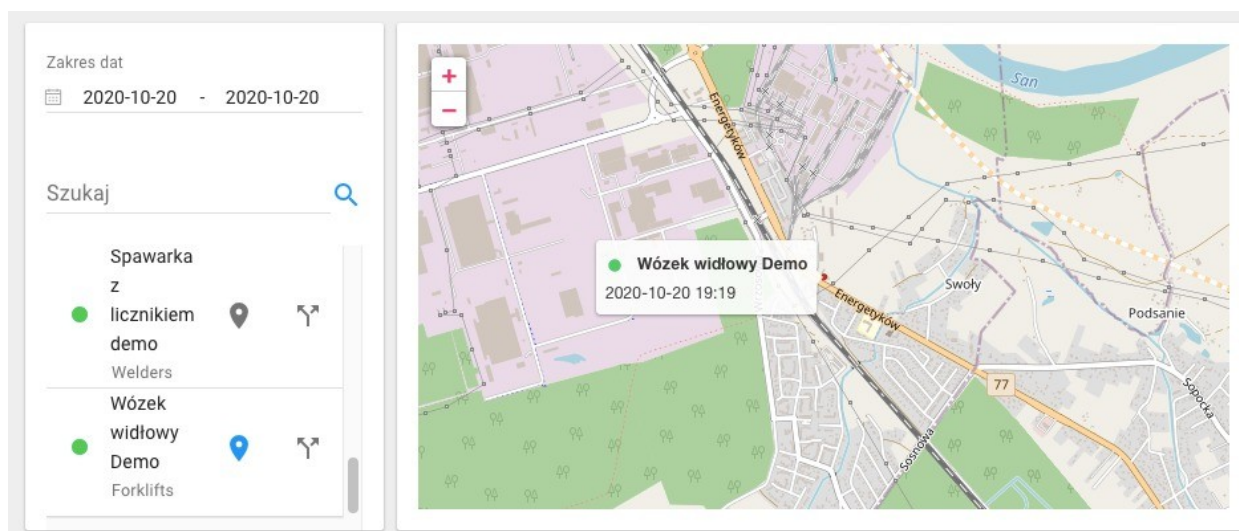 Zakres dat
2020-10-20 - 2020-10-20
Szukaj
Spawarka
z
licznikiem
demo
Welders
Wózek
widłowy
Demo
Forklifts
+
−
Energetyków
San
Wózek widłowy Demo
2020-10-20 19:19
Energetyków
Swoły
Podsanie
77
Sopocka
Sosnowa